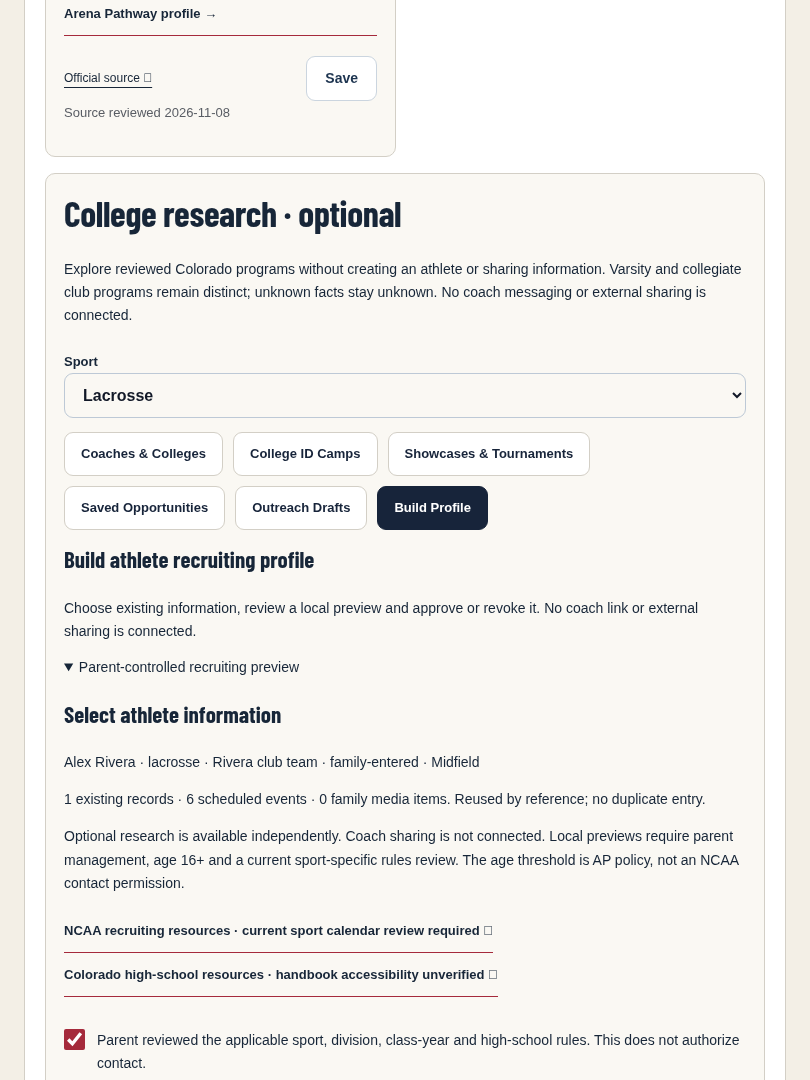 Arena Pathway profile →
Official source
Save
Source reviewed 2026-11-08
College research · optional
Explore reviewed Colorado programs without creating an athlete or sharing information. Varsity and collegiate
club programs remain distinct; unknown facts stay unknown. No coach messaging or external sharing is
connected.
Sport
Lacrosse
Coaches & Colleges
College ID Camps
Showcases & Tournaments
Saved Opportunities
Outreach Drafts
Build Profile
Build athlete recruiting profile
Choose existing information, review a local preview and approve or revoke it. No coach link or external
sharing is connected.
▼ Parent-controlled recruiting preview
Select athlete information
Alex Rivera · lacrosse · Rivera club team · family-entered · Midfield
1 existing records · 6 scheduled events · 0 family media items. Reused by reference; no duplicate entry.
Optional research is available independently. Coach sharing is not connected. Local previews require parent
management, age 16+ and a current sport-specific rules review. The age threshold is AP policy, not an NCAA
contact permission.
NCAA recruiting resources · current sport calendar review required
Colorado high-school resources · handbook accessibility unverified
Parent reviewed the applicable sport, division, class-year and high-school rules. This does not authorize
contact.